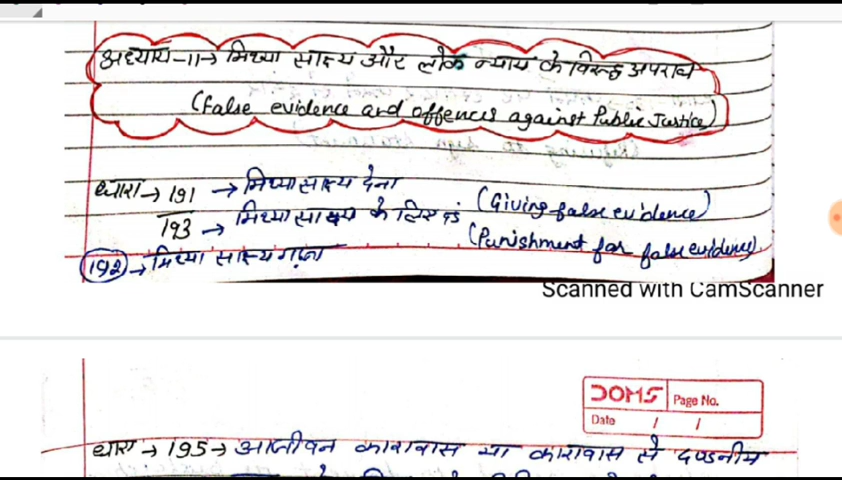 अध्याय-11→ मिथ्या साक्ष्य और लोक न्याय के विरुद्ध अपराध
(False evidence and offences against Public Justice)
धारा→ 191 → मिथ्या साक्ष्य देना (Giving false evidence)
193 → मिथ्या साक्ष्य के लिए दंड (Punishment for false evidence)
192 → मिथ्या साक्ष्य गढ़ना
Scanned with CamScanner
DOMS Page No.
Date / /
धारा → 195→ आजीवन कारावास या कारावास से दण्डनीय